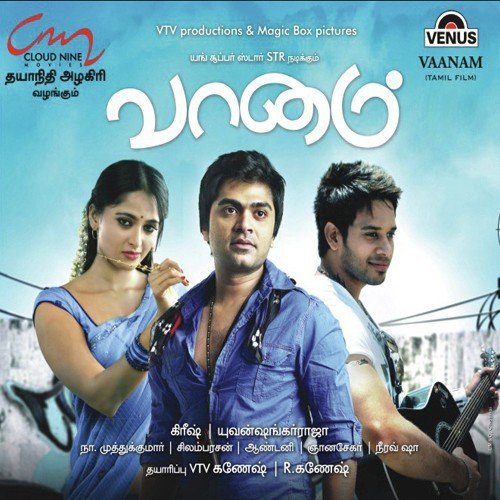 VTV productions & Magic Box pictures
cm
CLOUD NINE
MOVIES
தயாநிதி அழகிரி
வழங்கும்
யங் சூப்பர் ஸ்டார் STR நடிக்கும்
வானம்
VENUS
VAANAM
(TAMIL FILM)
கிரீஷ் | யுவன்ஷங்கர்ராஜா
நா. முத்துக்குமார் | சிலம்பரசன் | ஆண்டனி | ஞானசேகர் | நீரவ் ஷா
தயாரிப்பு VTV கணேஷ் | R.கணேஷ்